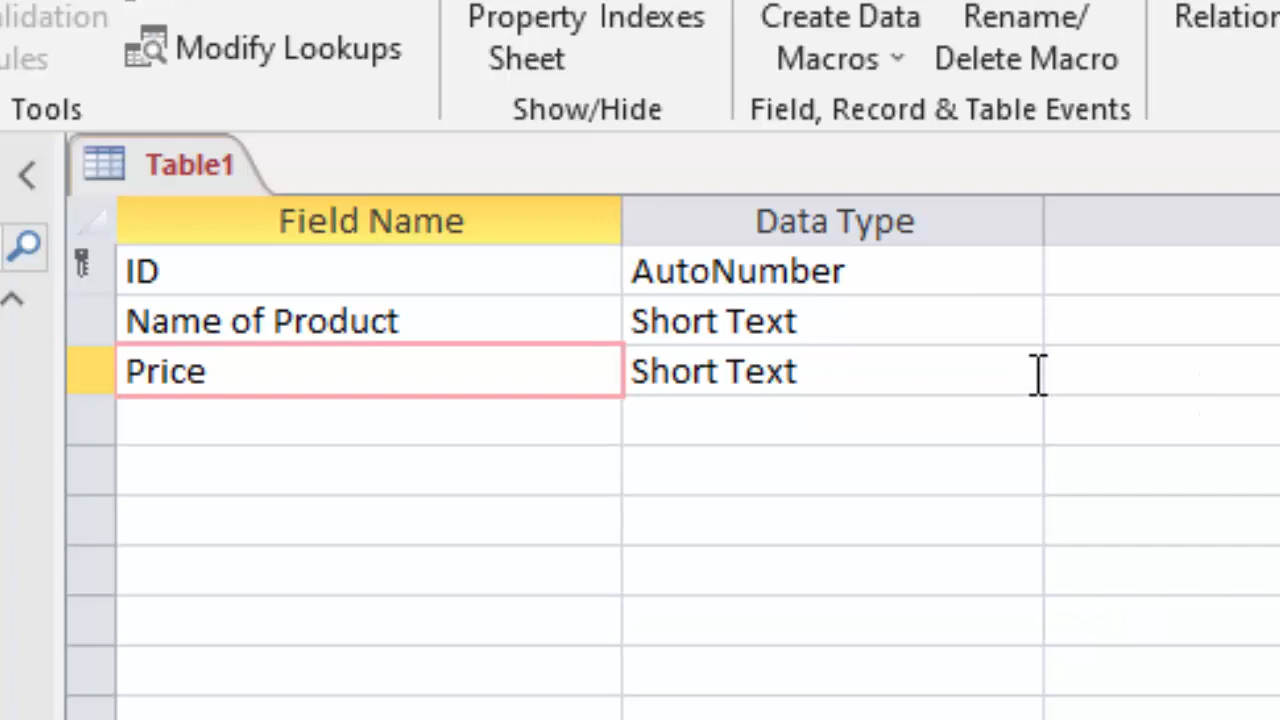 alidation
ules
Modify Lookups
Tools
Property
Sheet
Indexes
Show/Hide
Create Data
Macros
Rename/
Delete Macro
Field, Record & Table Events
Relation
Table1
Field Name Data Type
ID AutoNumber
Name of Product Short Text
Price Short Text